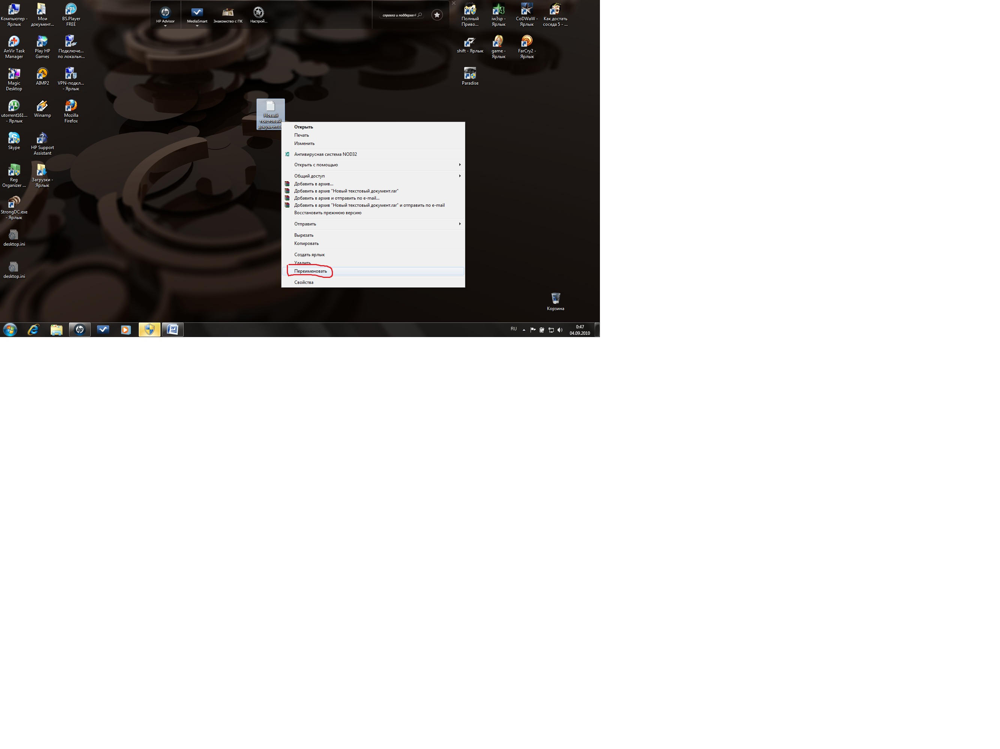 Компьютер -
Ярлык
Мои
документ...
BS.Player
FREE
AnVir Task
Manager
Play HP
Games
Подключе...
по локальн...
Magic
Desktop
AIMP2
VPN-подкл...
- Ярлык
utorrent161...
- Ярлык
Winamp
Mozilla
Firefox
Skype
HP Support
Assistant
Reg
Organizer ...
Загрузки -
Ярлык
StrongDC.exe
- Ярлык
desktop.ini
desktop.ini
HP Advisor
MediaSmart
Знакомство с ПК
Настрой...
справка и поддержка
Полный
Приво...
iw3sp -
Ярлык
CoDWaW -
Ярлык
Как достать
соседа 5 - ...
shift - Ярлык
game -
Ярлык
FarCry2 -
Ярлык
Paradise
Новый
текстовый
Открыть
Печать
Изменить
Антивирусная система NOD32
Открыть с помощью
Общий доступ
Добавить в архив...
Добавить в архив "Новый текстовый документ.rar"
Добавить в архив и отправить по e-mail...
Добавить в архив "Новый текстовый документ.rar" и отправить по e-mail
Восстановить прежнюю версию
Отправить
Вырезать
Копировать
Создать ярлык
Удалить
Переименовать
Свойства
Корзина
RU
0:47
04.09.2010